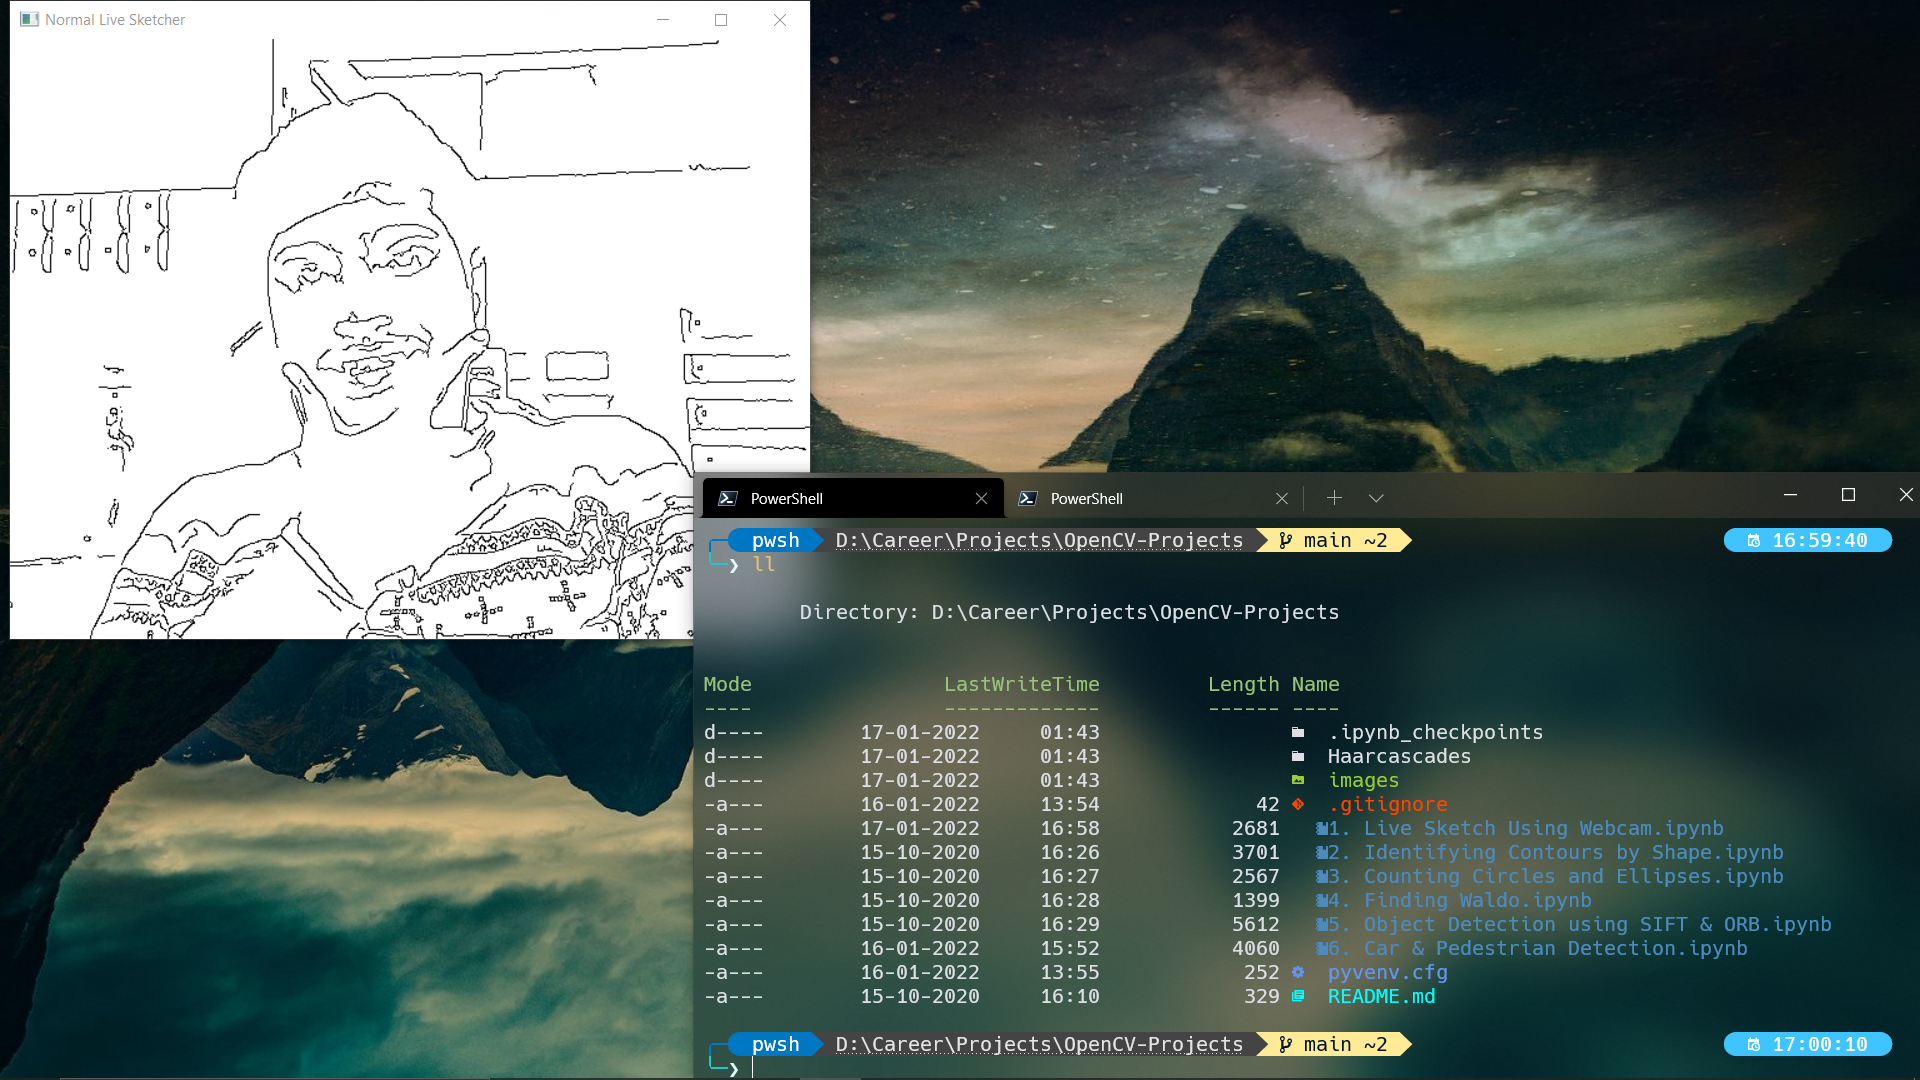 Normal Live Sketcher
PowerShell
PowerShell
pwsh D:\Career\Projects\OpenCV-Projects main ~2 16:59:40
❯ ll
Directory: D:\Career\Projects\OpenCV-Projects
Mode LastWriteTime Length Name
---- ------------- ------ ----
d---- 17-01-2022 01:43 .ipynb_checkpoints
d---- 17-01-2022 01:43 Haarcascades
d---- 17-01-2022 01:43 images
-a--- 16-01-2022 13:54 42 .gitignore
-a--- 17-01-2022 16:58 2681 1. Live Sketch Using Webcam.ipynb
-a--- 15-10-2020 16:26 3701 2. Identifying Contours by Shape.ipynb
-a--- 15-10-2020 16:27 2567 3. Counting Circles and Ellipses.ipynb
-a--- 15-10-2020 16:28 1399 4. Finding Waldo.ipynb
-a--- 15-10-2020 16:29 5612 5. Object Detection using SIFT & ORB.ipynb
-a--- 16-01-2022 15:52 4060 6. Car & Pedestrian Detection.ipynb
-a--- 16-01-2022 13:55 252 pyvenv.cfg
-a--- 15-10-2020 16:10 329 README.md
pwsh D:\Career\Projects\OpenCV-Projects main ~2 17:00:10
❯